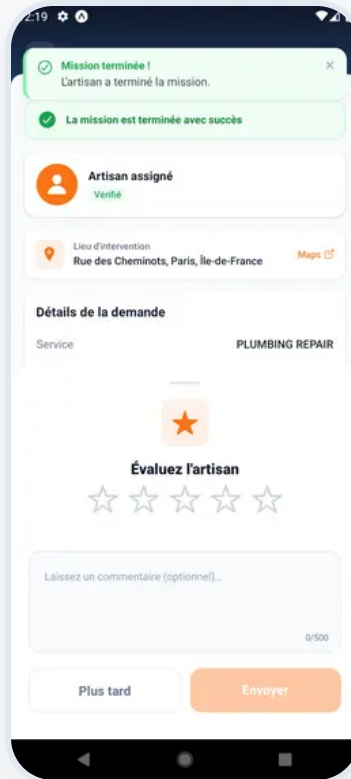 2:19
Mission terminée !
L'artisan a terminé la mission.
La mission est terminée avec succès
Artisan assigné
Vérifié
Lieu d'intervention
Rue des Cheminots, Paris, Île-de-France
Maps
Détails de la demande
Service PLUMBING REPAIR
Évaluez l'artisan
Laissez un commentaire (optionnel)...
0/500
Plus tard
Envoyer